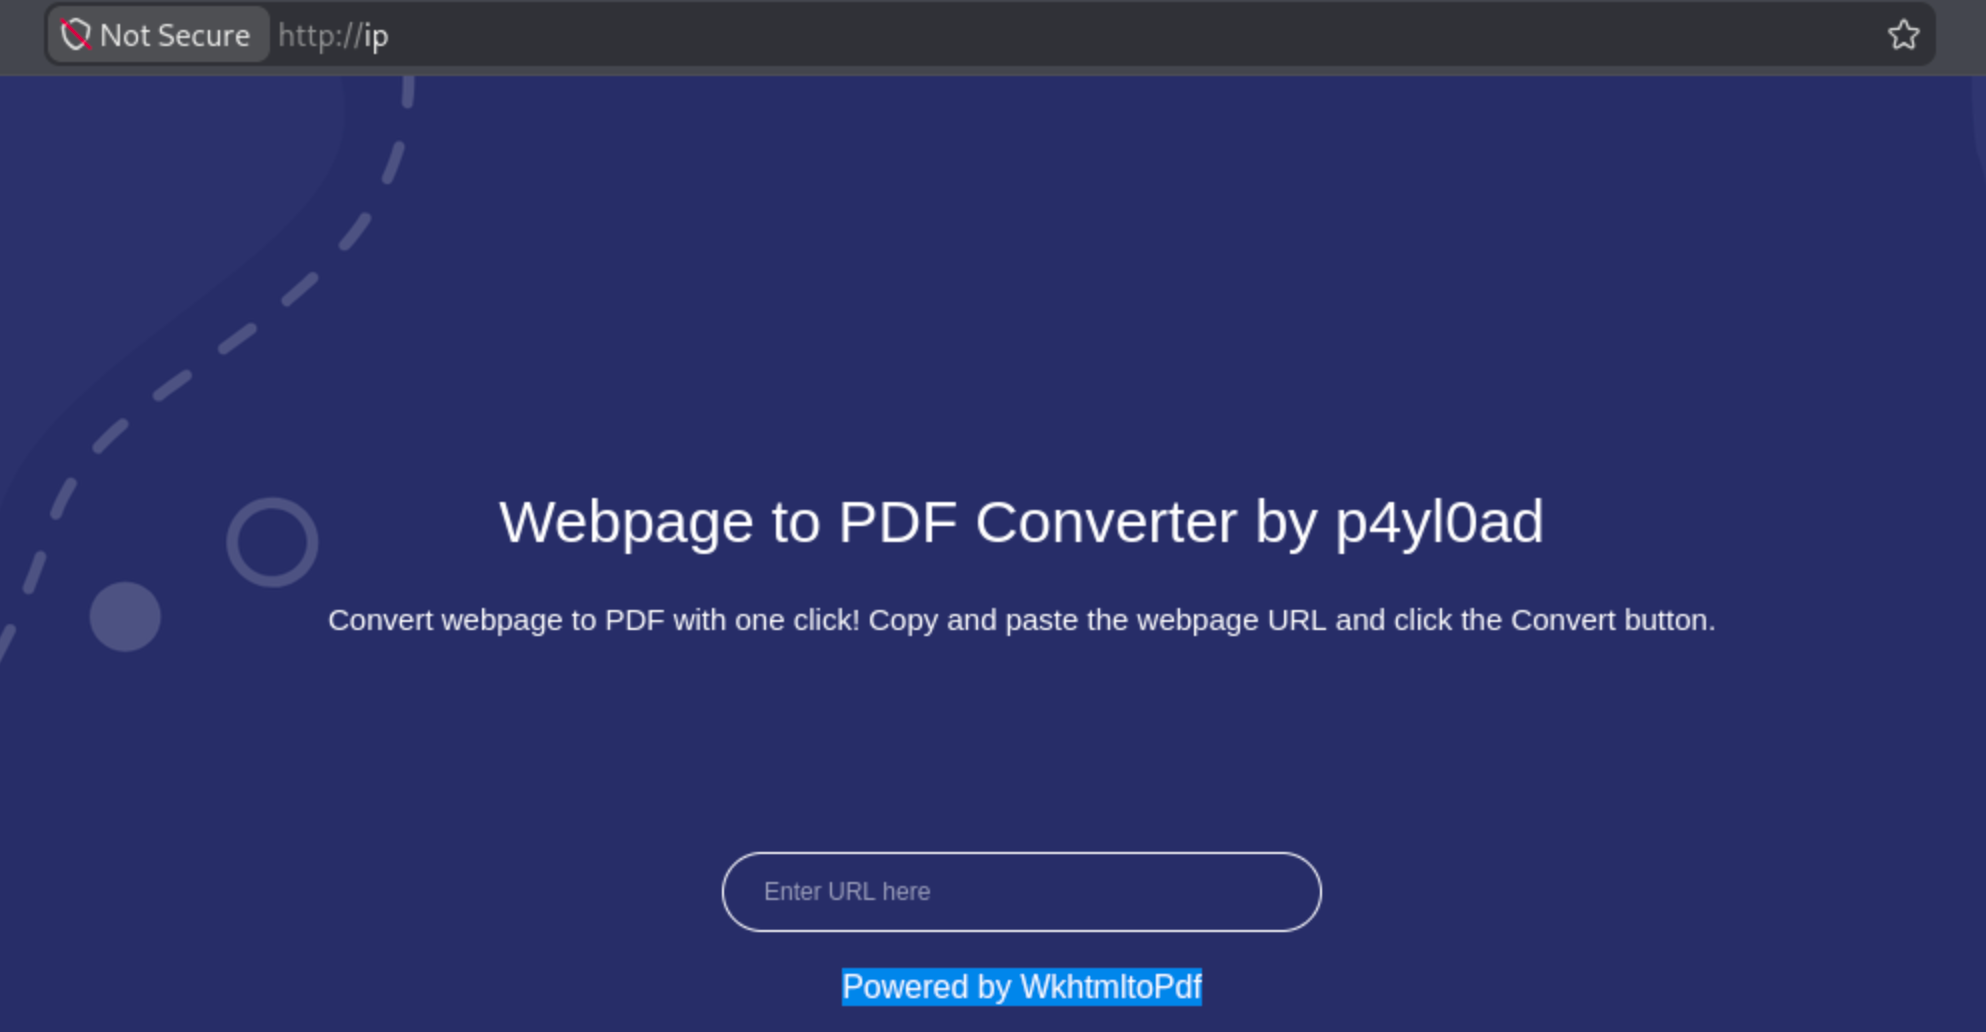 Not Secure http://ip
Webpage to PDF Converter by p4yl0ad
Convert webpage to PDF with one click! Copy and paste the webpage URL and click the Convert button.
Enter URL here
Powered by WkhtmltoPdf